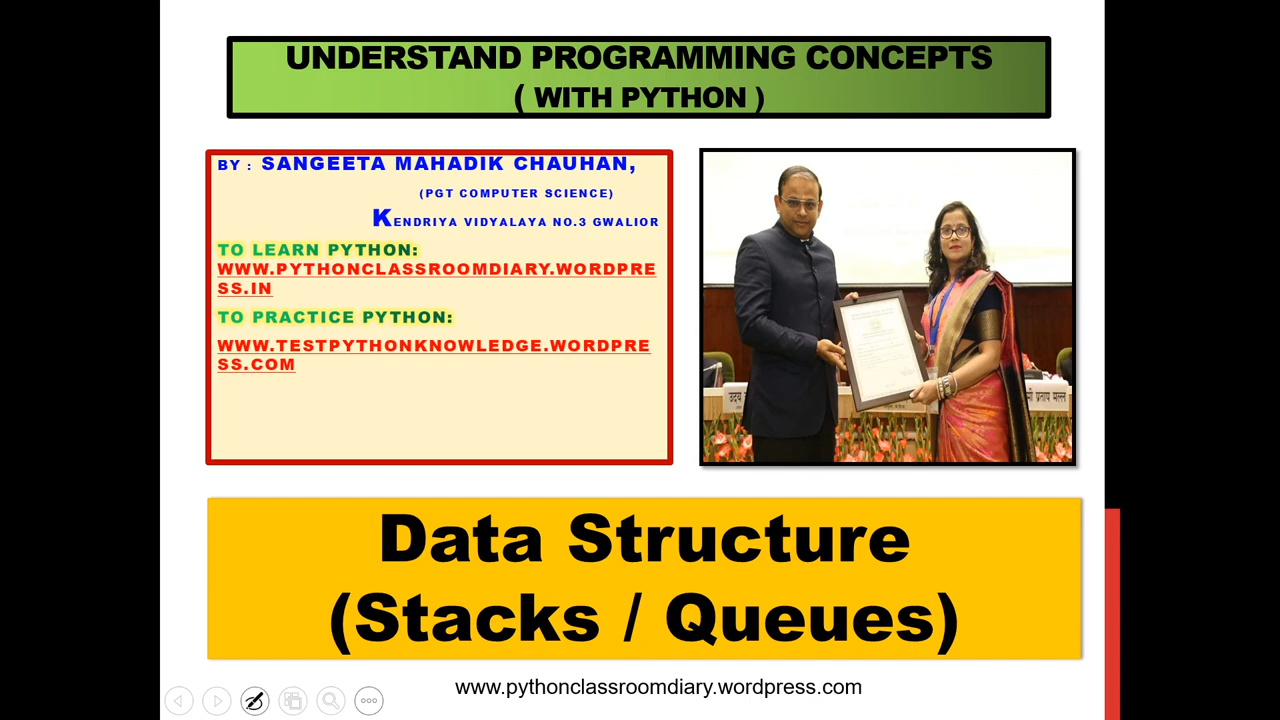 UNDERSTAND PROGRAMMING CONCEPTS
( WITH PYTHON )
BY : SANGEETA MAHADIK CHAUHAN,
(PGT COMPUTER SCIENCE)
KENDRIYA VIDYALAYA NO.3 GWALIOR
TO LEARN PYTHON:
WWW.PYTHONCLASSROOMDIARY.WORDPRE
SS.IN
TO PRACTICE PYTHON:
WWW.TESTPYTHONKNOWLEDGE.WORDPRE
SS.COM
Data Structure
(Stacks / Queues)
www.pythonclassroomdiary.wordpress.com